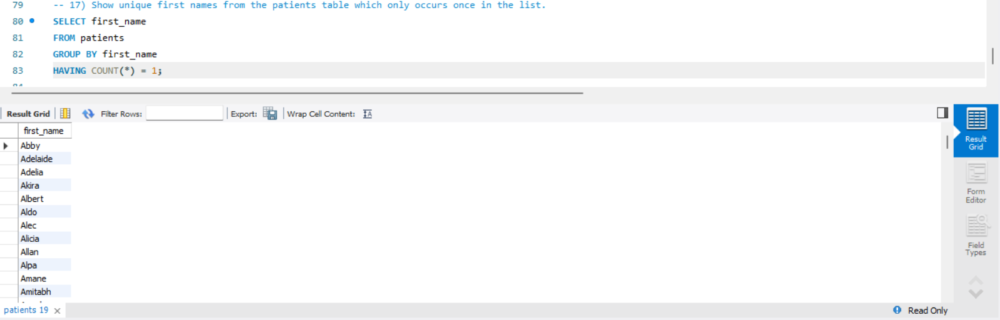 79 -- 17) Show unique first names from the patients table which only occurs once in the list.
80 SELECT first_name
81 FROM patients
82 GROUP BY first_name
83 HAVING COUNT(*) = 1;
Result Grid Filter Rows: Export: Wrap Cell Content: IA
first_name
Abby
Adelaide
Adelia
Akira
Albert
Aldo
Alec
Alicia
Allan
Alpa
Amane
Amitabh
Result
Grid
Form
Editor
Field
Types
patients 19 × Read Only